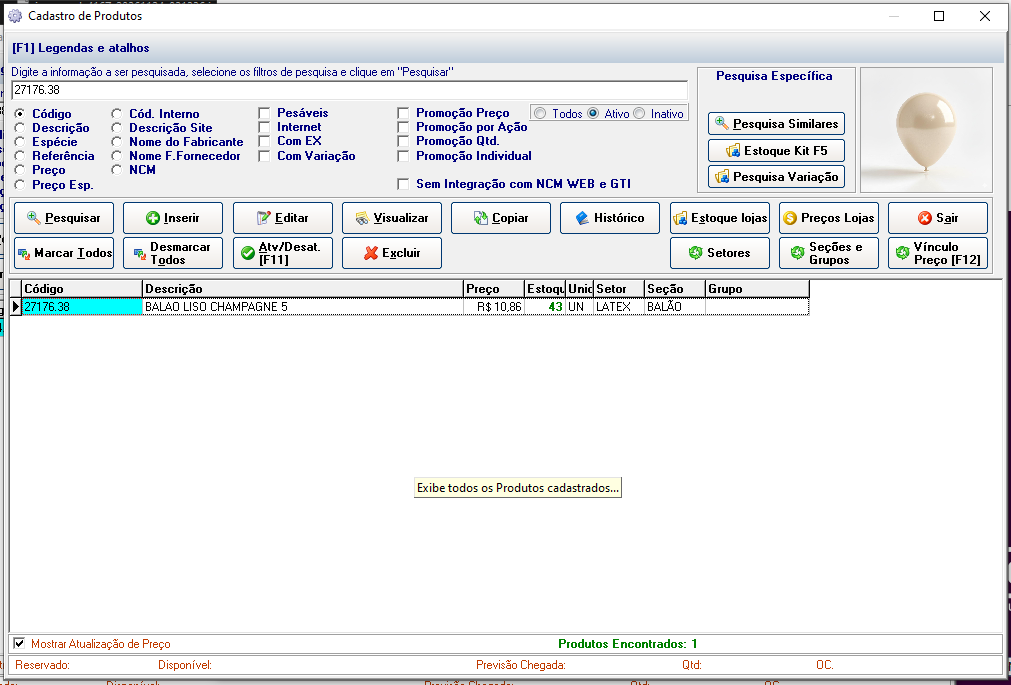 Cadastro de Produtos
[F1] Legendas e atalhos
Digite a informação a ser pesquisada, selecione os filtros de pesquisa e clique em "Pesquisar"
27176.38
Código
Descrição
Espécie
Referência
Preço
Preço Esp.
Cód. Interno
Descrição Site
Nome do Fabricante
Nome F.Fornecedor
NCM
Pesáveis
Internet
Com EX
Com Variação
Promoção Preço
Promoção por Ação
Promoção Qtd.
Promoção Individual
Sem Integração com NCM WEB e GTI
Todos Ativo Inativo
Pesquisa Específica
Pesquisa Similares
Estoque Kit F5
Pesquisa Variação
Pesquisar Inserir Editar Visualizar Copiar Histórico Estoque lojas Preços Lojas Sair
Marcar Todos
Desmarcar
Todos
Atv/Desat.
[F11]
Excluir
Setores
Seções e
Grupos
Vínculo
Preço [F12]
Código Descrição Preço Estoqu Unid Setor Seção Grupo
27176.38 BALAO LISO CHAMPAGNE 5 R$ 10,86 43 UN LATEX BALÃO
Exibe todos os Produtos cadastrados...
Mostrar Atualização de Preço Produtos Encontrados: 1
Reservado: Disponível: Previsão Chegada: Qtd: OC.